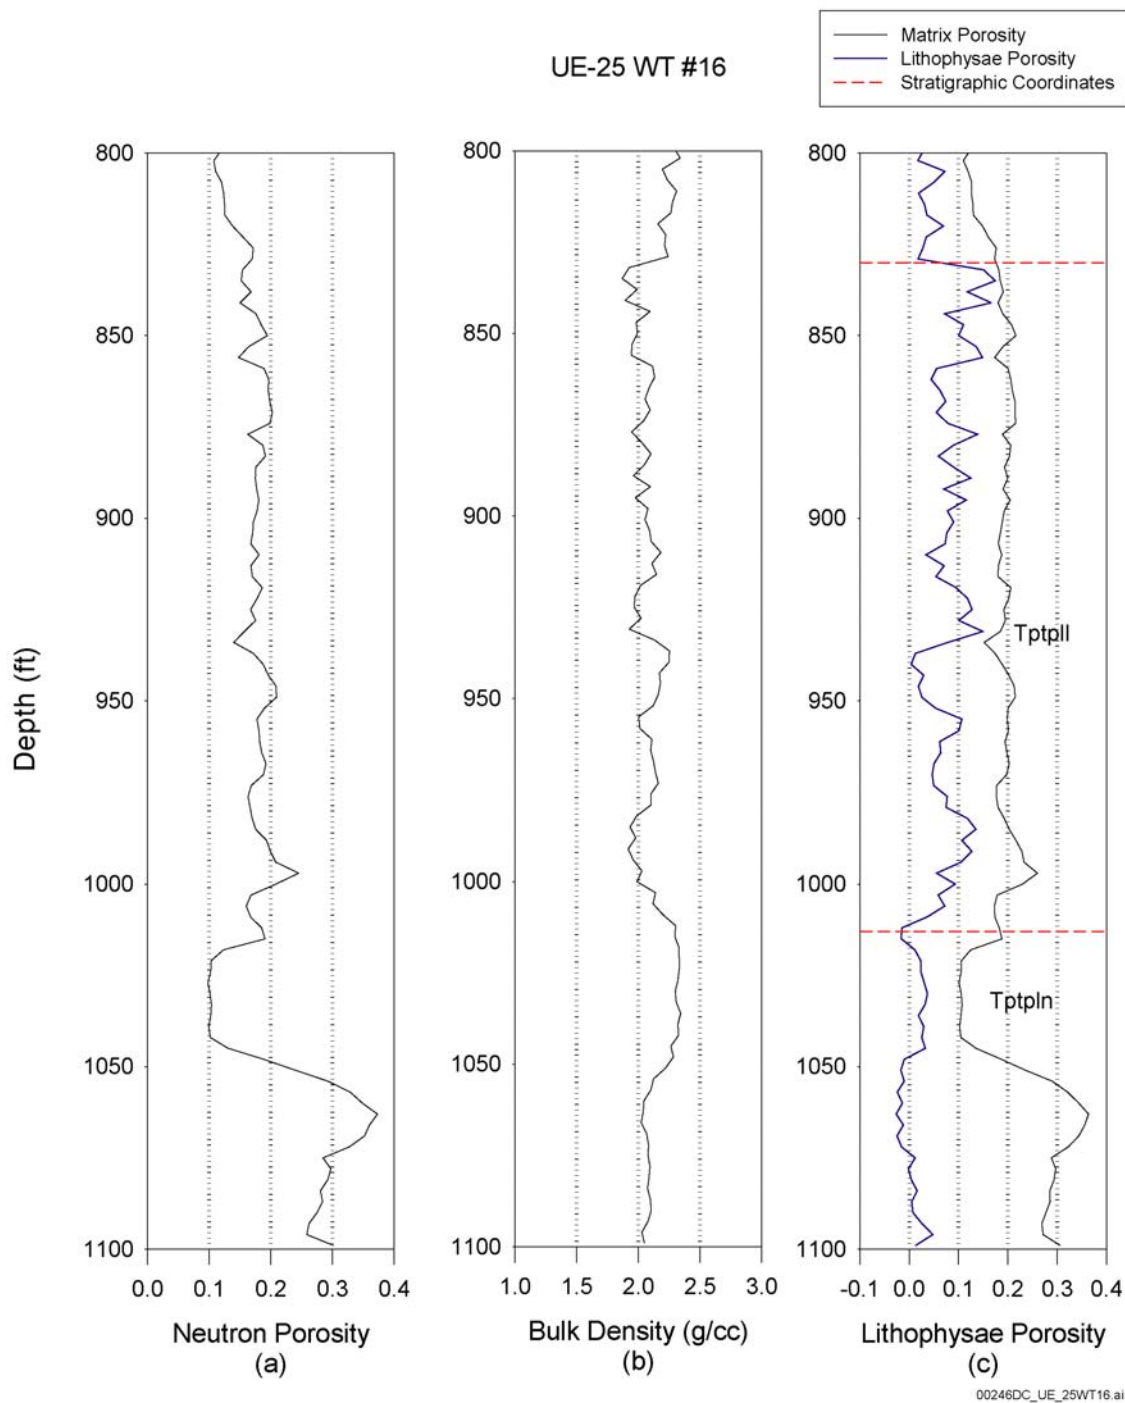 UE-25 WT #16
Matrix Porosity
Lithophysae Porosity
Stratigraphic Coordinates
Depth (ft)
800
850
900
950
1000
1050
1100
0.0 0.1 0.2 0.3 0.4
Neutron Porosity
(a)
800
850
900
950
1000
1050
1100
1.0 1.5 2.0 2.5 3.0
Bulk Density (g/cc)
(b)
800
850
900
950
1000
1050
1100
Tptpll
Tptpln
-0.1 0.0 0.1 0.2 0.3 0.4
Lithophysae Porosity
(c)
00246DC_UE_25WT16.ai